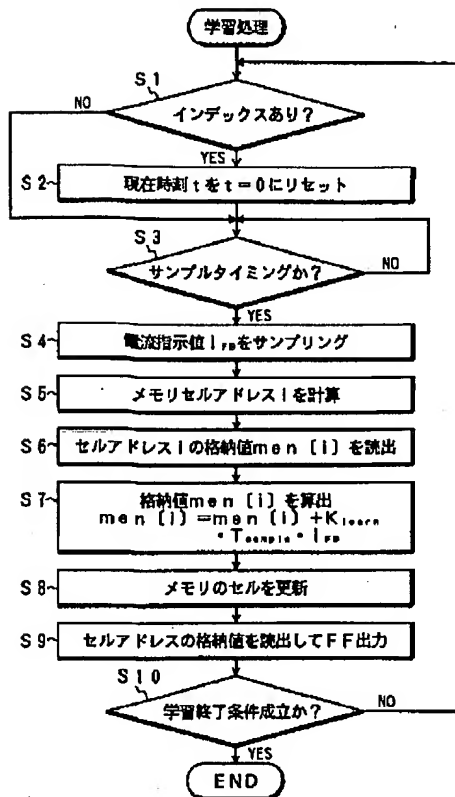 学習処理
S1
NO
インデックスあり?
YES
S2
現在時刻tをt=0にリセット
S3
サンプルタイミングか?
NO
YES
S4
電流指示値IFBをサンプリング
S5
メモリセルアドレスiを計算
S6
セルアドレスiの格納値men〔i〕を読出
S7
格納値men〔i〕を算出
men〔i〕=men〔i〕+Klearn
・Tsample・IFB
S8
メモリのセルを更新
S9
セルアドレスの格納値を読出してFF出力
S10
学習終了条件成立か?
NO
YES
END